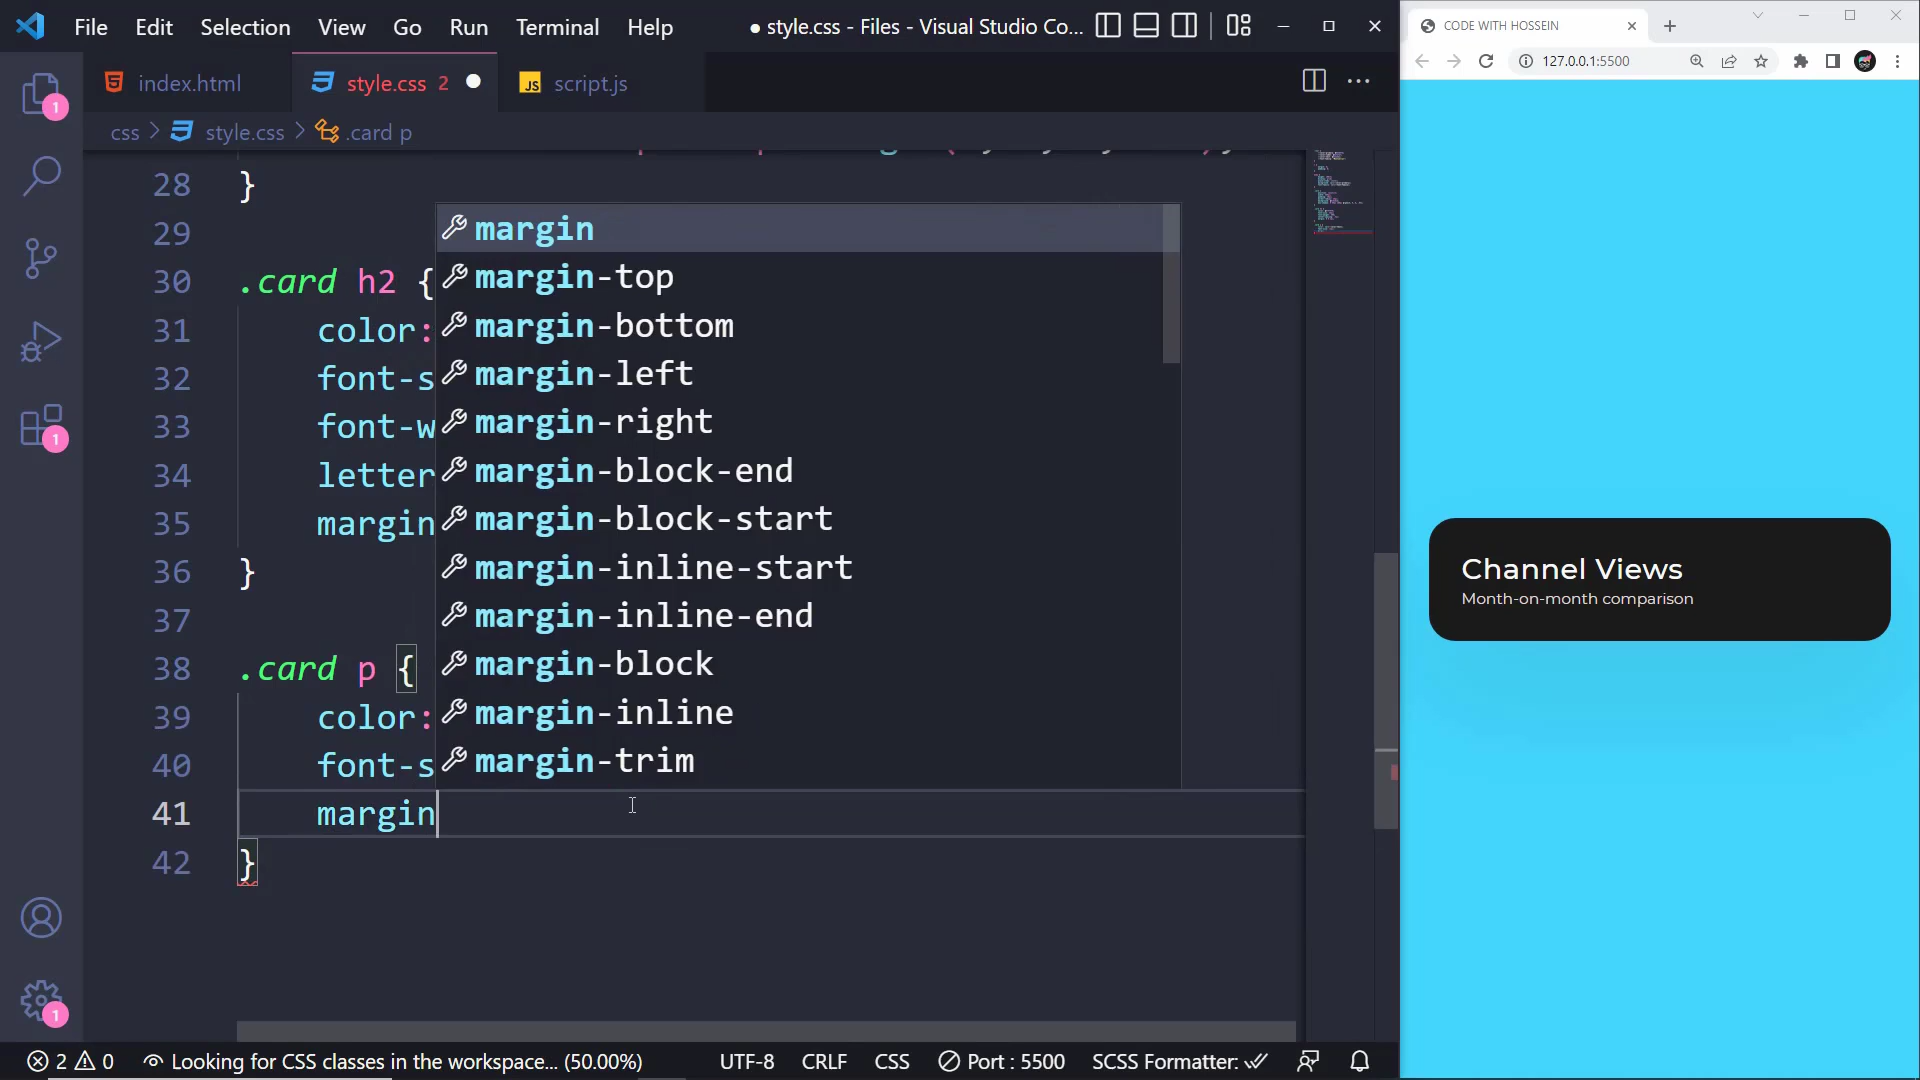 File Edit Selection View Go Run Terminal Help ● style.css - Files - Visual Studio Co...
index.html style.css 2 JS script.js
css > style.css > .card p
28 }
29
30 .card h2 {
31 color:
32 font-s
33 font-w
34 letter
35 margin
36 }
37
38 .card p {
39 color:
40 font-s
41 margin
42 }
margin
margin-top
margin-bottom
margin-left
margin-right
margin-block-end
margin-block-start
margin-inline-start
margin-inline-end
margin-block
margin-inline
margin-trim
1
1
1
2 0 Looking for CSS classes in the workspace... (50.00%) UTF-8 CRLF CSS Port : 5500 SCSS Formatter:
CODE WITH HOSSEIN
127.0.0.1:5500
Channel Views
Month-on-month comparison